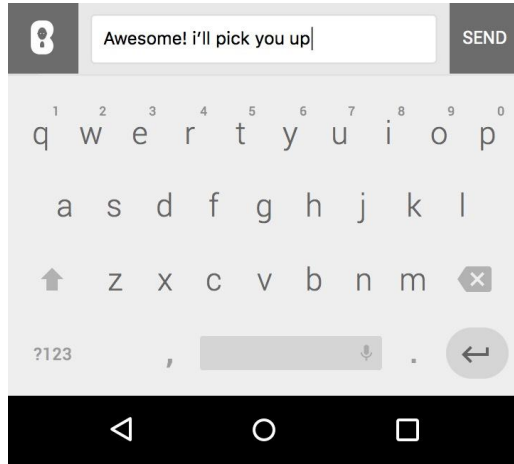 Awesome! i’ll pick you up
SEND
1 2 3 4 5 6 7 8 9 0
q w e r t y u i o p
a s d f g h j k l
z x c v b n m
?123 , .